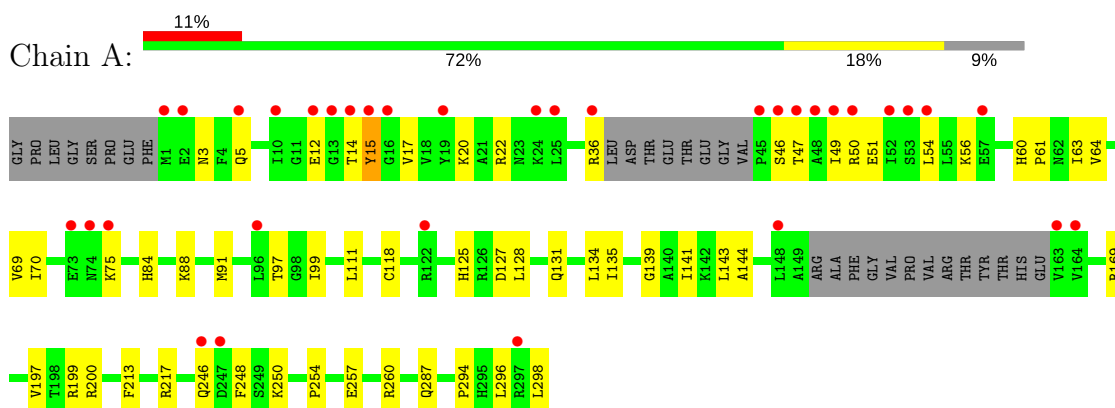 11%
Chain A:
72% 18% 9%
GLY PRO LEU GLY SER PRO GLU PHE M1 E2 N3 F4 Q5 I10 G11 E12 G13 T14 Y15 G16 V17 V18 Y19 K20 A21 R22 N23 K24 L25 R36 LEU ASP THR GLU THR GLU GLY VAL P45 S46 T47 A48 I49 R50 E51 I52 S53 L54 L55 K56 E57 H60 P61 N62 I63 V64
V69 I70 E73 N74 K75 H84 K88 M91 L96 T97 G98 I99 L111 C118 R122 H125 R126 D127 L128 Q131 L134 I135 G139 A140 I141 K142 L143 A144 L148 A149 ARG ALA PHE GLY VAL PRO VAL ARG THR TYR THR HIS GLU V163 V164
V197 T198 R199 R200 F213 R217 Q246 D247 F248 S249 K250 P254 E257 R260 Q287 P294 H295 L296 R297 L298